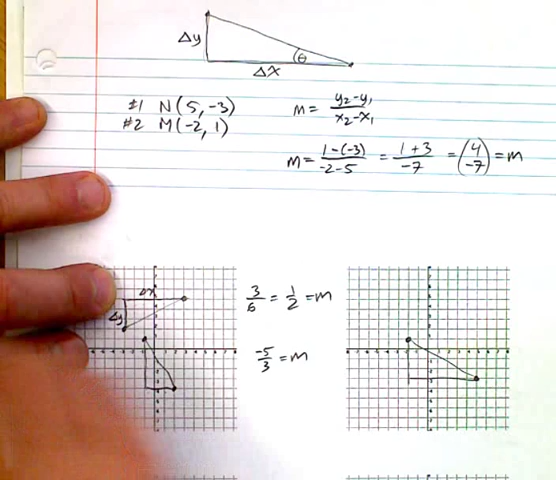 Δy
θ
Δx
#1 N(5,-3)
#2 M(-2,1)
m = y₂-y₁/x₂-x₁
m = 1-(-3)/-2-5 = 1+3/-7 = (4/-7) = m
Δx
Δy
3/6 = 1/2 = m
-5/3 = m